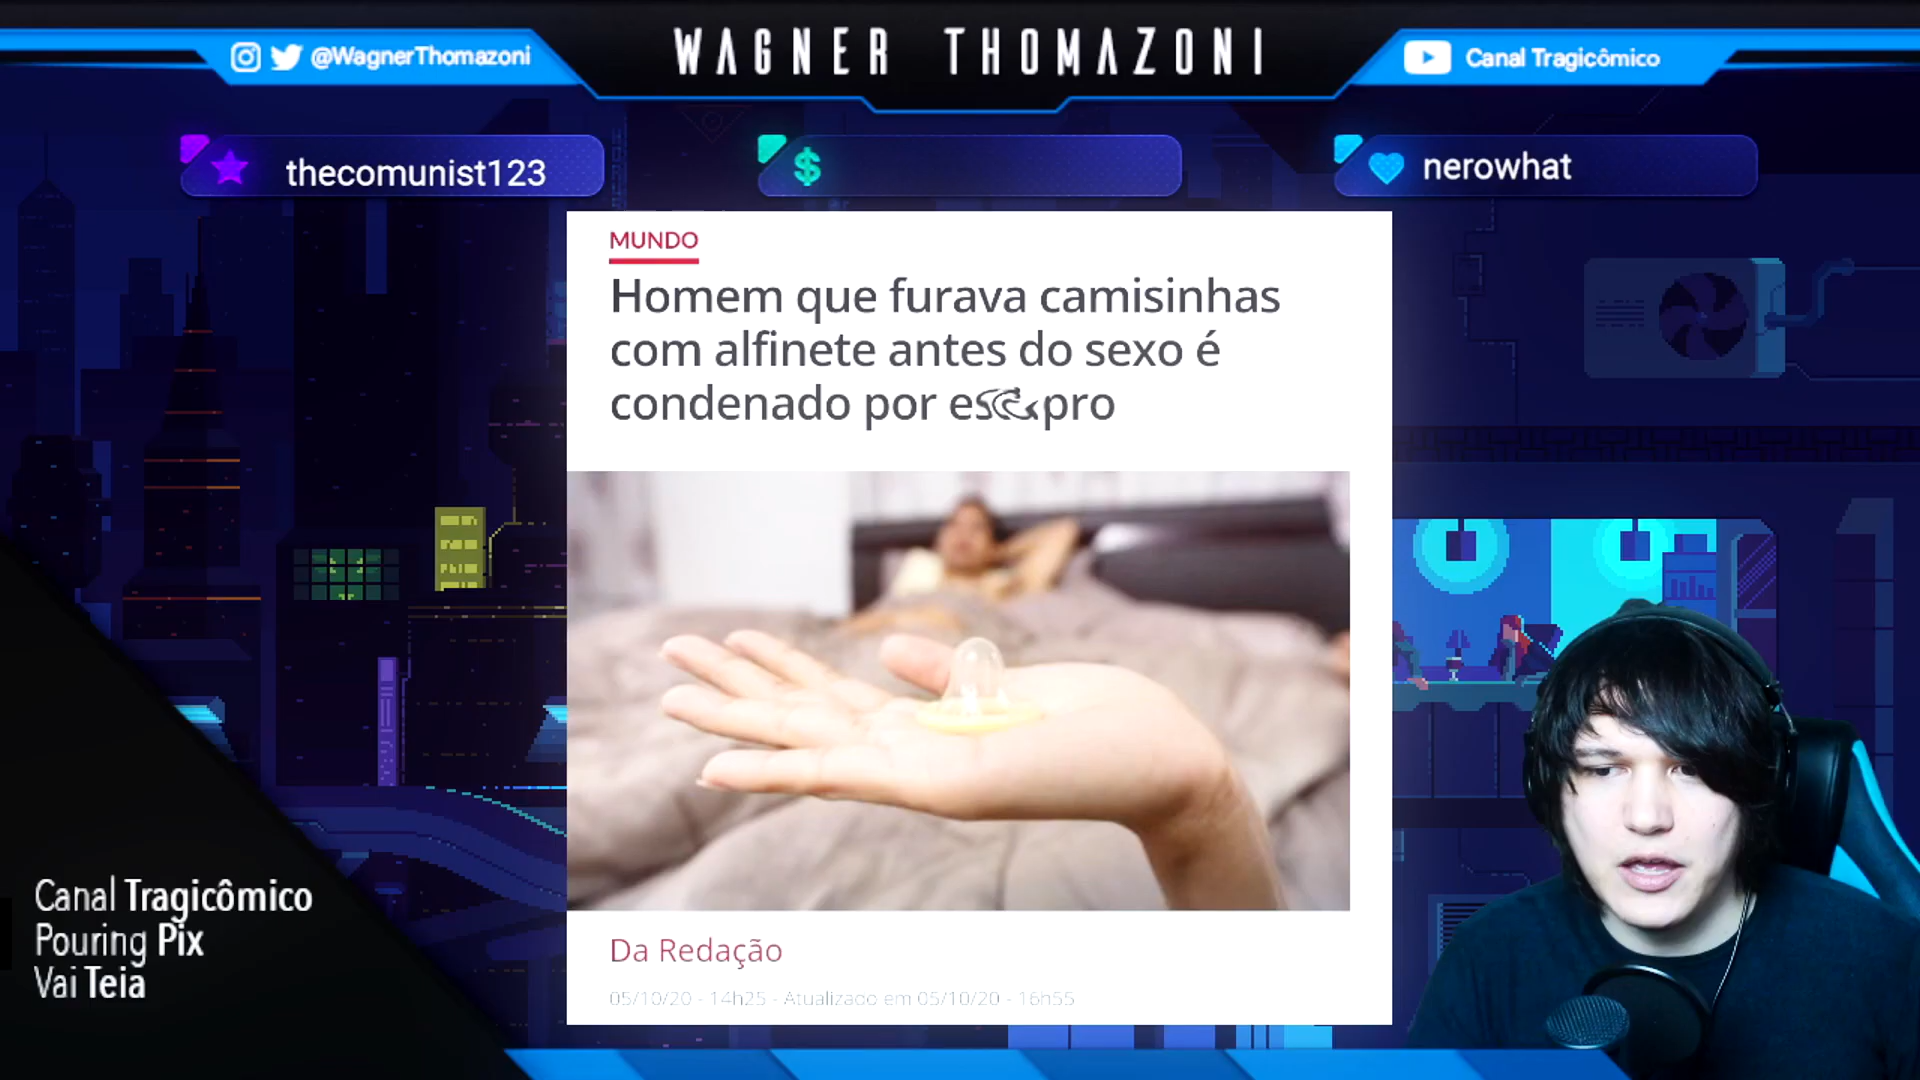 WAGNER THOMAZONI
@WagnerThomazoni
Canal Tragicômico
thecomunist123
$
nerowhat
MUNDO
Homem que furava camisinhas
com alfinete antes do sexo é
condenado por
Da Redação
05/10/20 - 14h25 - Atualizado em 05/10/20 - 16h55
Canal Tragicômico
Pouring Pix
Vai Teia